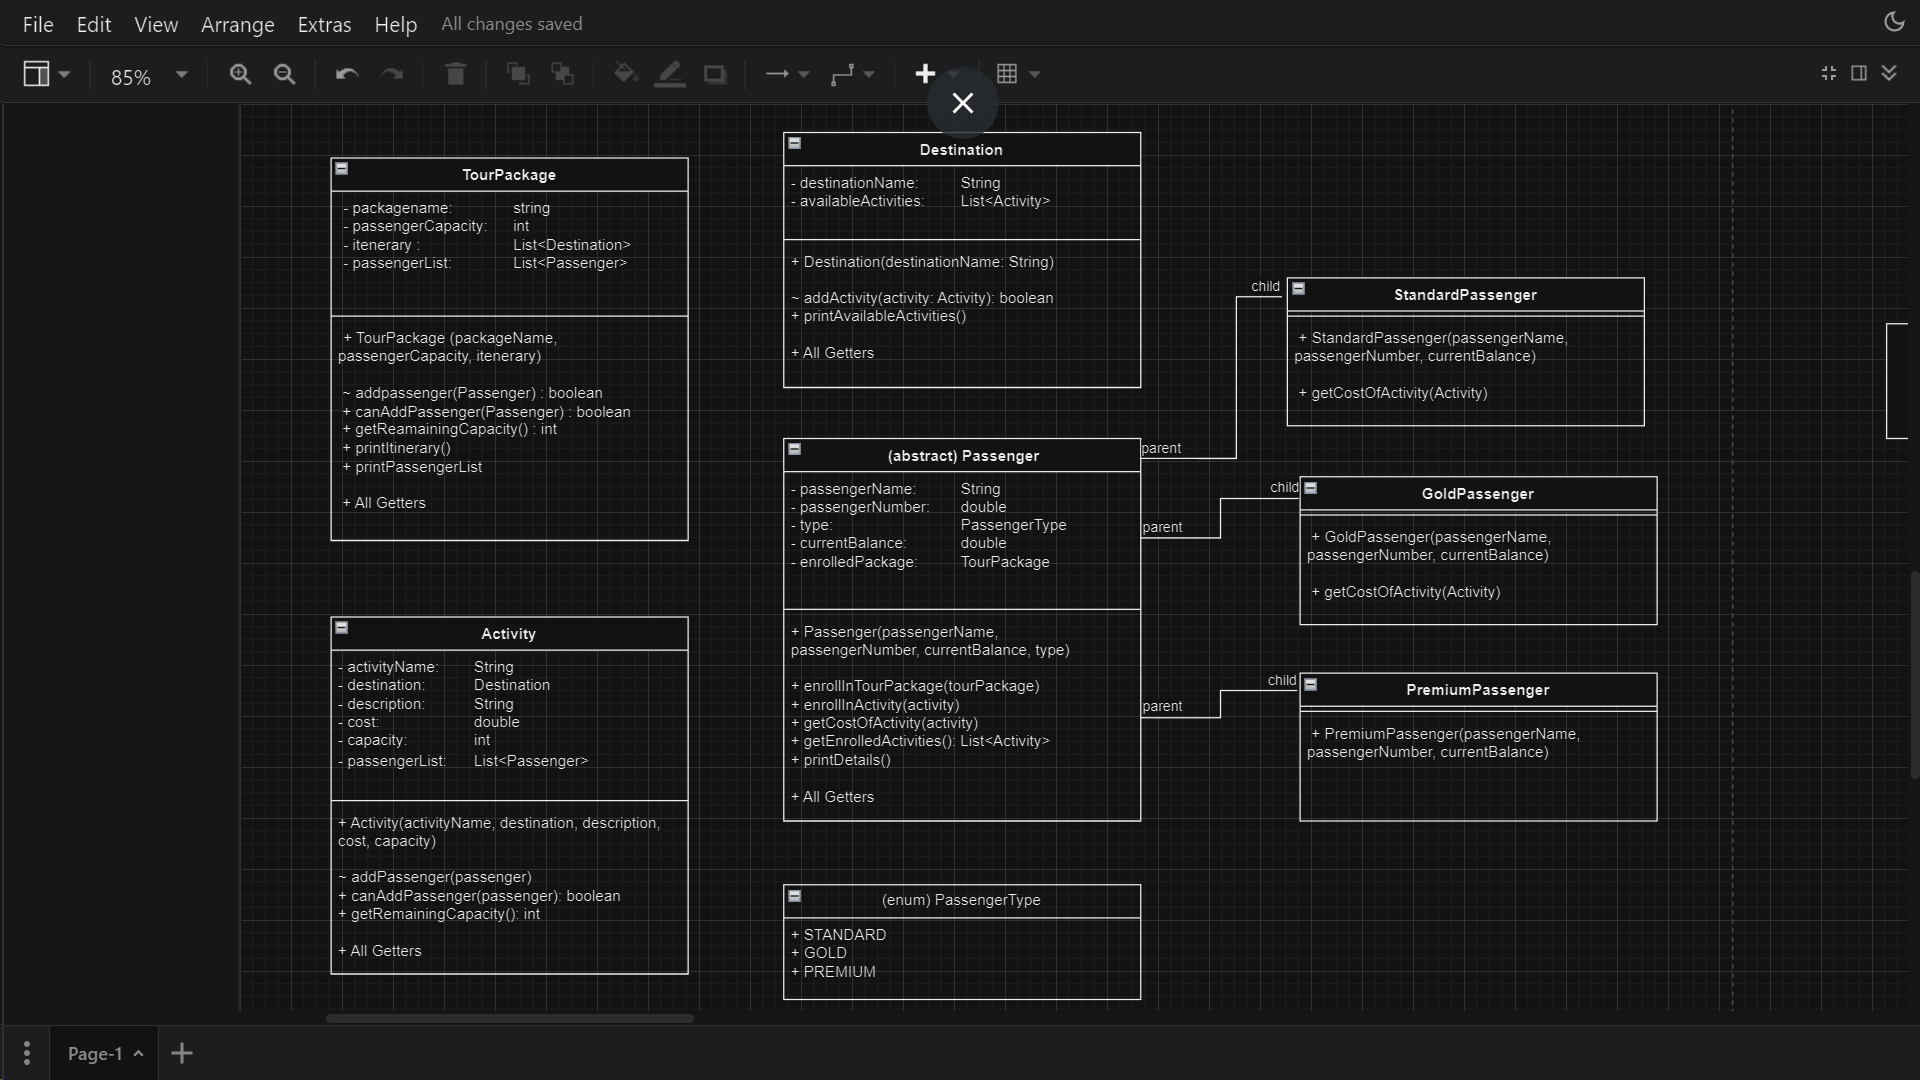 File Edit View Arrange Extras Help All changes saved
85%
TourPackage
- packagename: string
- passengerCapacity: int
- itenerary : List<Destination>
- passengerList: List<Passenger>
+ TourPackage (packageName,
passengerCapacity, itenerary)
~ addpassenger(Passenger) : boolean
+ canAddPassenger(Passenger) : boolean
+ getReamainingCapacity() : int
+ printItinerary()
+ printPassengerList
+ All Getters
Activity
- activityName: String
- destination: Destination
- description: String
- cost: double
- capacity: int
- passengerList: List<Passenger>
+ Activity(activityName, destination, description,
cost, capacity)
~ addPassenger(passenger)
+ canAddPassenger(passenger): boolean
+ getRemainingCapacity(): int
+ All Getters
Destination
- destinationName: String
- availableActivities: List<Activity>
+ Destination(destinationName: String)
~ addActivity(activity: Activity): boolean
+ printAvailableActivities()
+ All Getters
(abstract) Passenger
- passengerName: String
- passengerNumber: double
- type: PassengerType
- currentBalance: double
- enrolledPackage: TourPackage
+ Passenger(passengerName,
passengerNumber, currentBalance, type)
+ enrollInTourPackage(tourPackage)
+ enrollInActivity(activity)
+ getCostOfActivity(activity)
+ getEnrolledActivities(): List<Activity>
+ printDetails()
+ All Getters
(enum) PassengerType
+ STANDARD
+ GOLD
+ PREMIUM
parent
child
parent
child
parent
child
StandardPassenger
+ StandardPassenger(passengerName,
passengerNumber, currentBalance)
+ getCostOfActivity(Activity)
GoldPassenger
+ GoldPassenger(passengerName,
passengerNumber, currentBalance)
+ getCostOfActivity(Activity)
PremiumPassenger
+ PremiumPassenger(passengerName,
passengerNumber, currentBalance)
Page-1